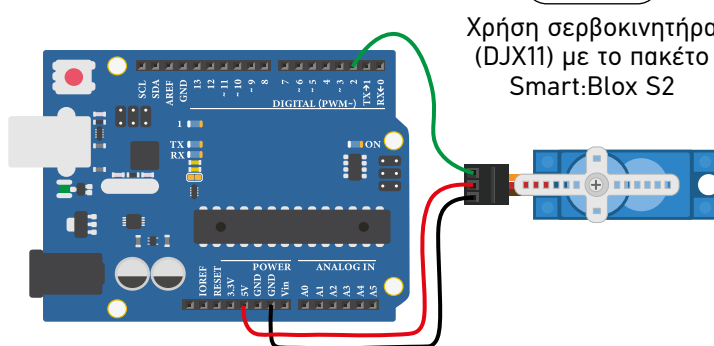 Χρήση σερβοκινητήρα
(DJX11) με το πακέτο
Smart:Blox S2
SCL
SDA
AREF
GND
13
12
~11
~10
~9
8
7
~6
~5
4
~3
2
TX→1
RX←0
DIGITAL (PWM~)
1
TX
RX
ON
POWER
ANALOG IN
IOREF
RESET
3.3V
5V
GND
GND
Vin
A0
A1
A2
A3
A4
A5